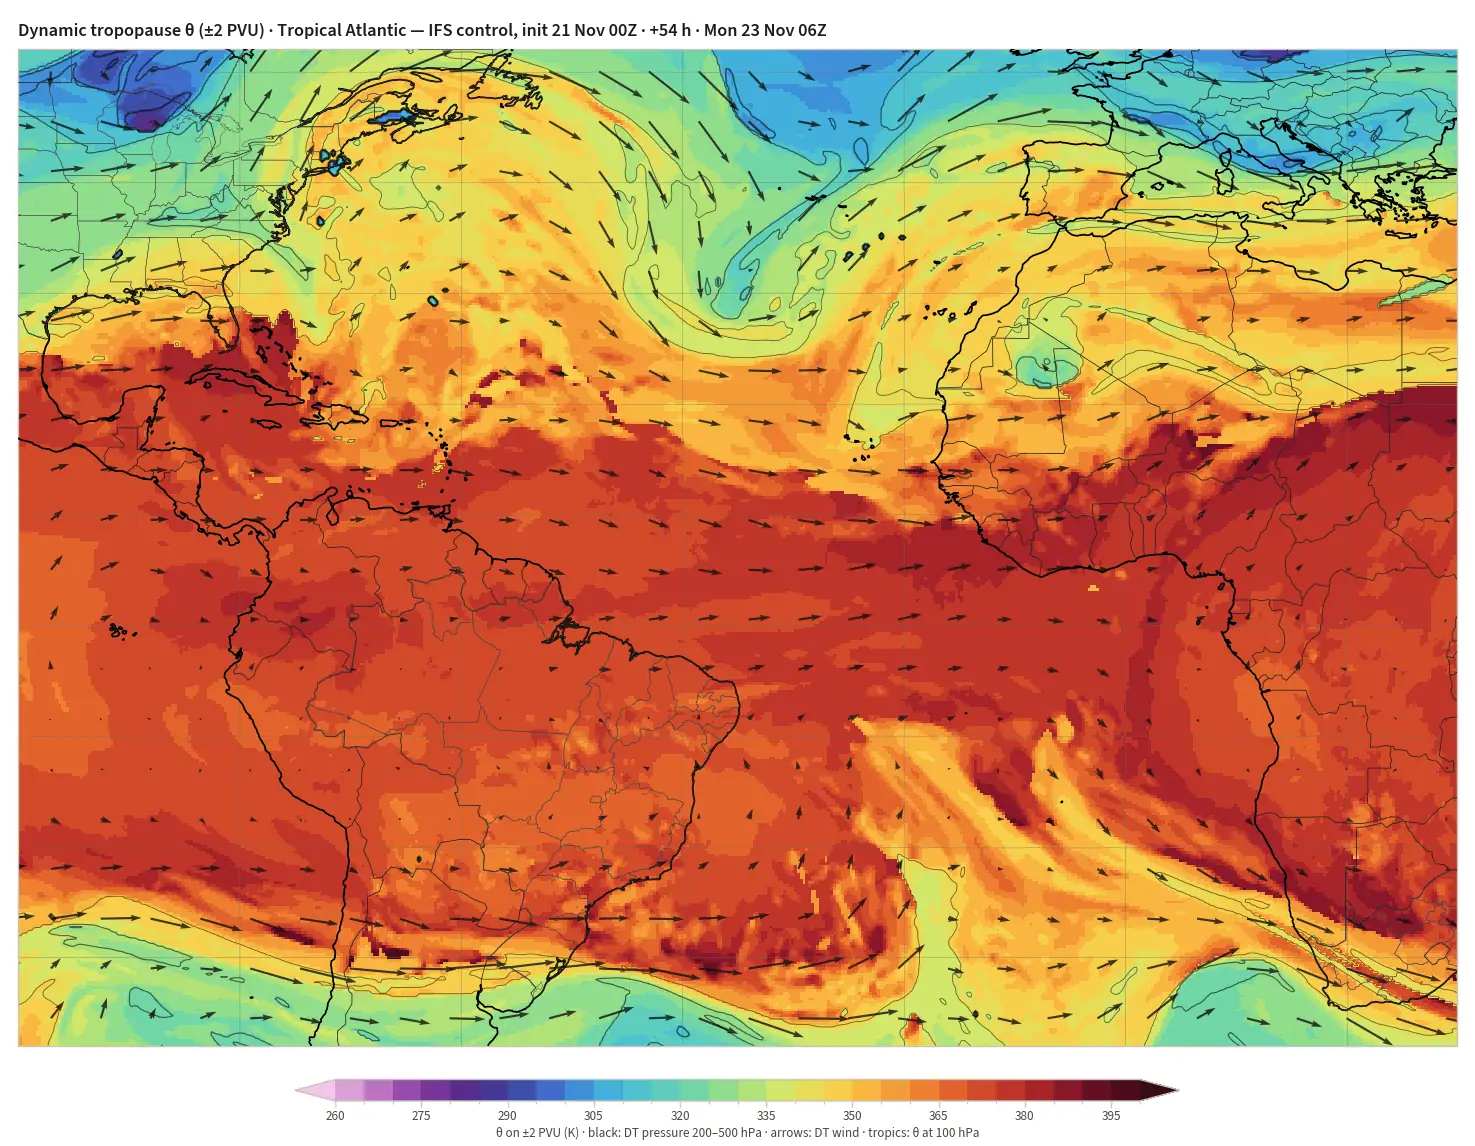 Dynamic tropopause θ (±2 PVU) · Tropical Atlantic — IFS control, init 21 Nov 00Z · +54 h · Mon 23 Nov 06Z
260 275 290 305 320 335 350 365 380 395
θ on ±2 PVU (K) · black: DT pressure 200–500 hPa · arrows: DT wind · tropics: θ at 100 hPa